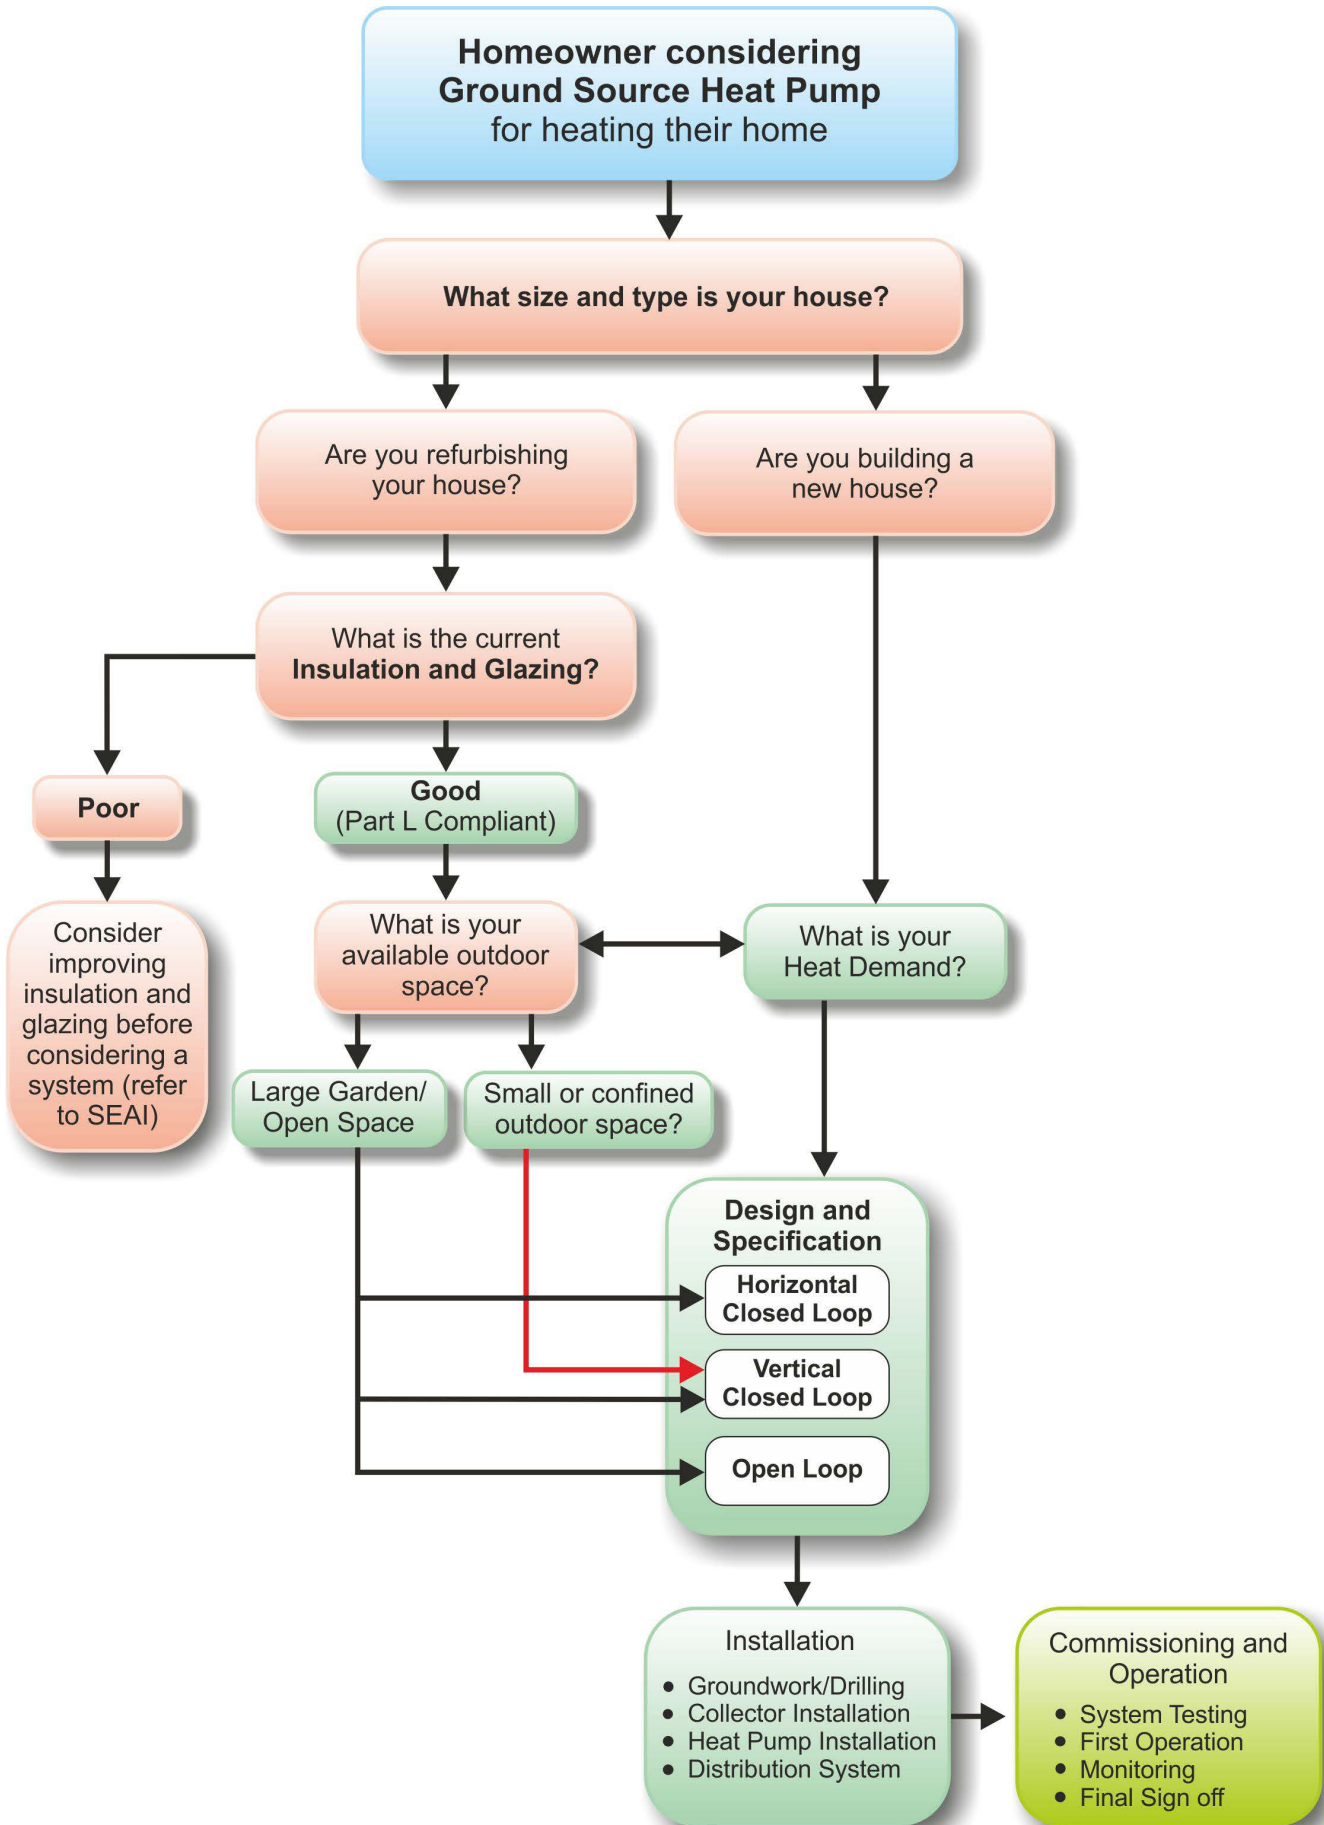 Homeowner considering
Ground Source Heat Pump
for heating their home
What size and type is your house?
Are you refurbishing
your house?
Are you building a
new house?
What is the current
Insulation and Glazing?
Poor
Good
(Part L Compliant)
Consider
improving
insulation and
glazing before
considering a
system (refer
to SEAI)
What is your
available outdoor
space?
What is your
Heat Demand?
Large Garden/
Open Space
Small or confined
outdoor space?
Design and
Specification
Horizontal
Closed Loop
Vertical
Closed Loop
Open Loop
Installation
• Groundwork/Drilling
• Collector Installation
• Heat Pump Installation
• Distribution System
Commissioning and
Operation
• System Testing
• First Operation
• Monitoring
• Final Sign off